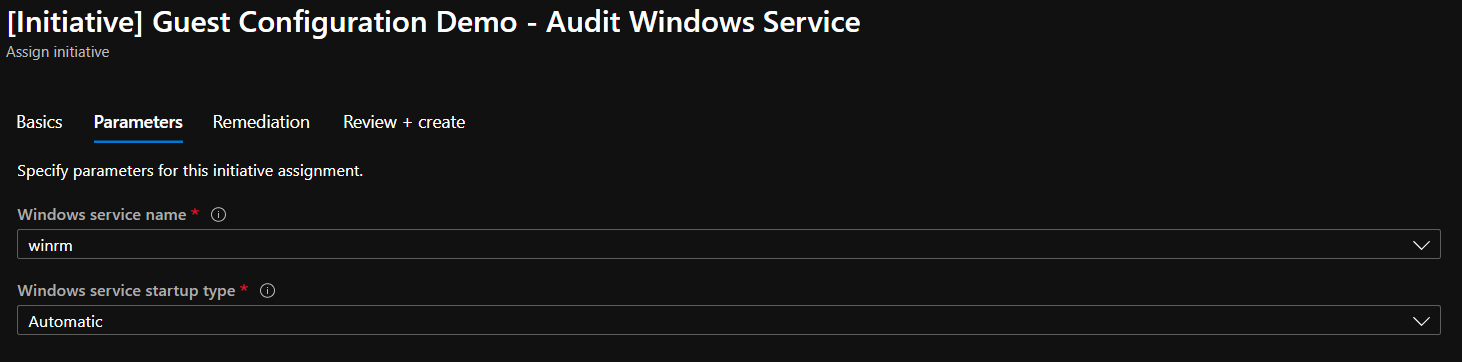 [Initiative] Guest Configuration Demo - Audit Windows Service
Assign initiative
Basics Parameters Remediation Review + create
Specify parameters for this initiative assignment.
Windows service name *
winrm
Windows service startup type *
Automatic